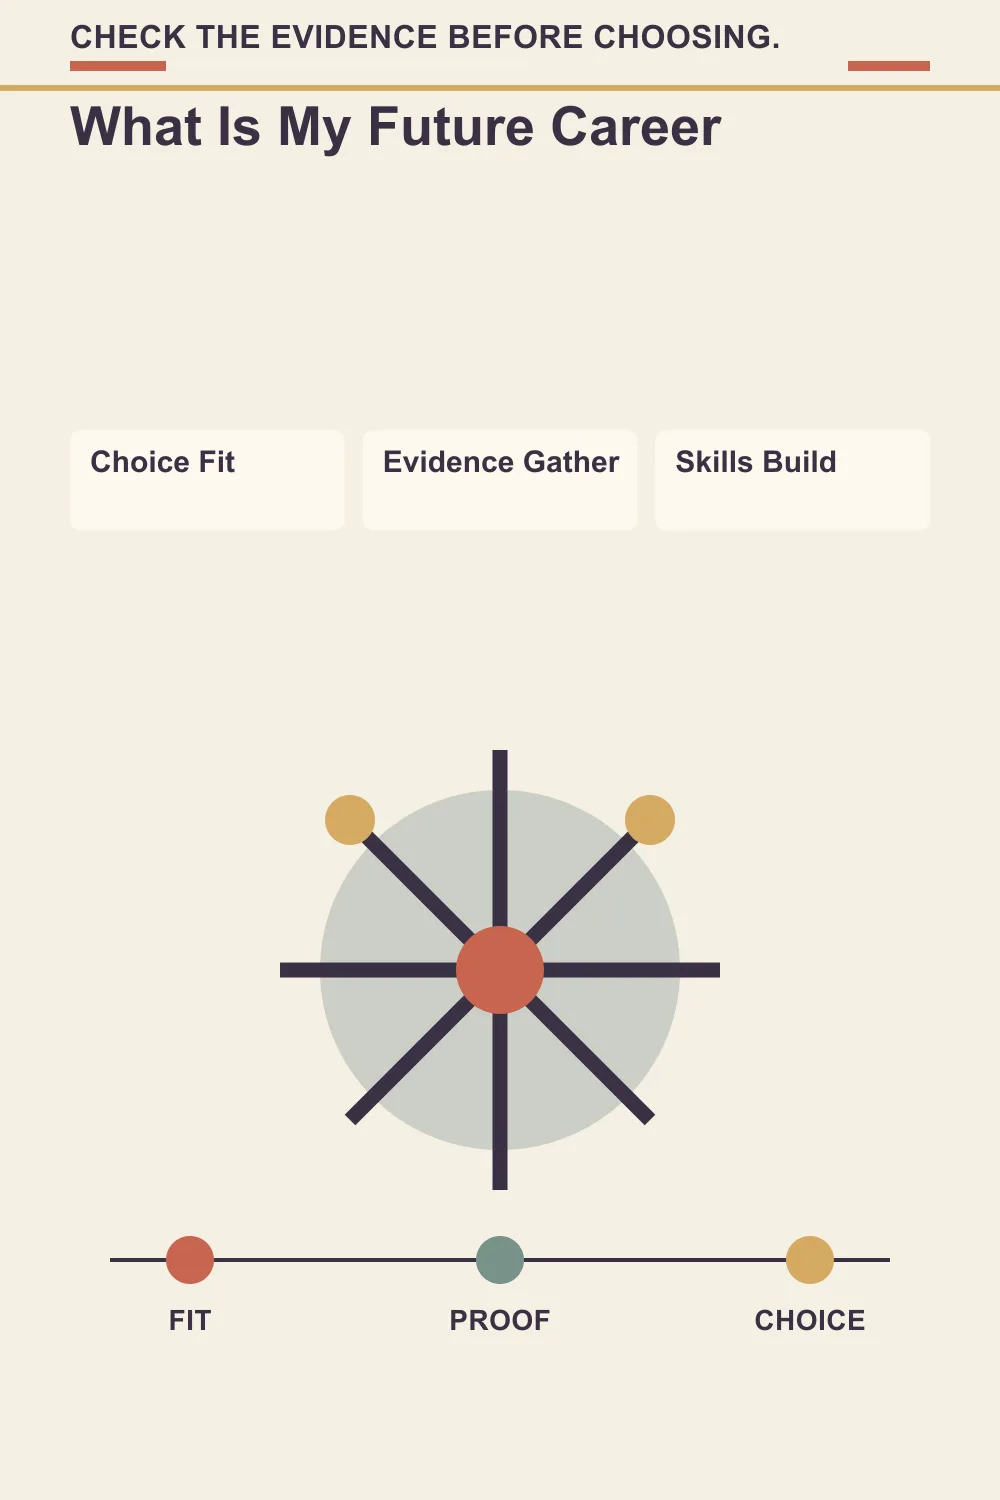 CHECK THE EVIDENCE BEFORE CHOOSING.
What Is My Future Career
Choice Fit
Evidence Gather
Skills Build
FIT
PROOF
CHOICE